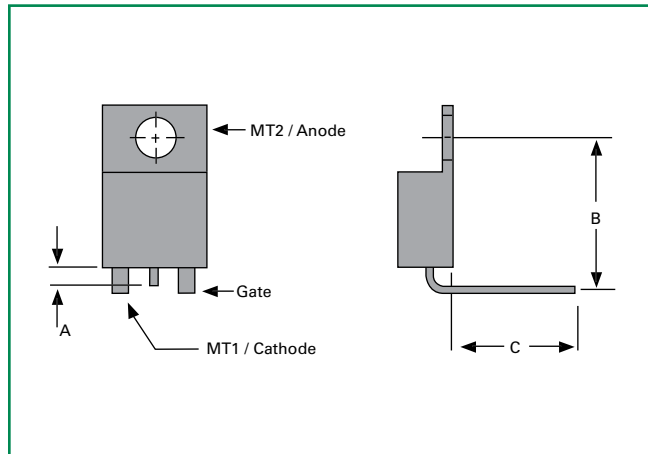 MT2 / Anode
B
Gate
A
MT1 / Cathode
C